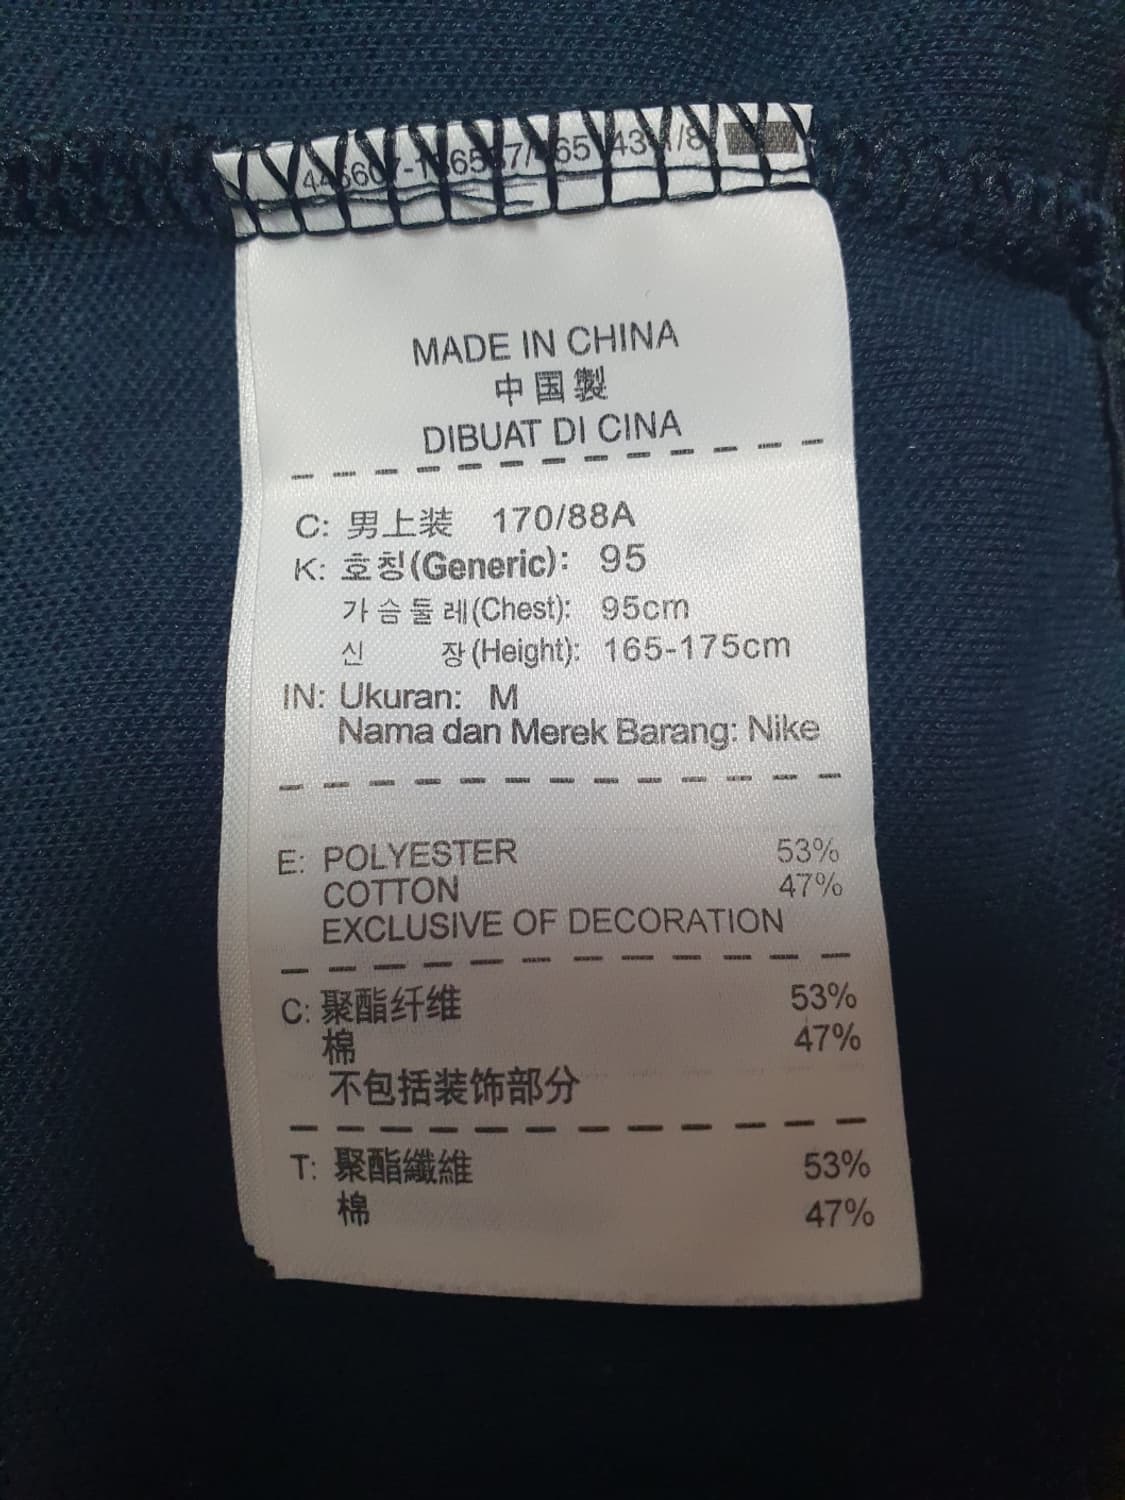 MADE IN CHINA
中国製
DIBUAT DI CINA
C: 男上装 170/88A
K: 호칭(Generic): 95
가슴둘레(Chest): 95cm
신 장(Height): 165-175cm
IN: Ukuran: M
Nama dan Merek Barang: Nike
E: POLYESTER 53%
COTTON 47%
EXCLUSIVE OF DECORATION
C: 聚酯纤维 53%
棉 47%
不包括装饰部分
T: 聚酯纖維 53%
棉 47%